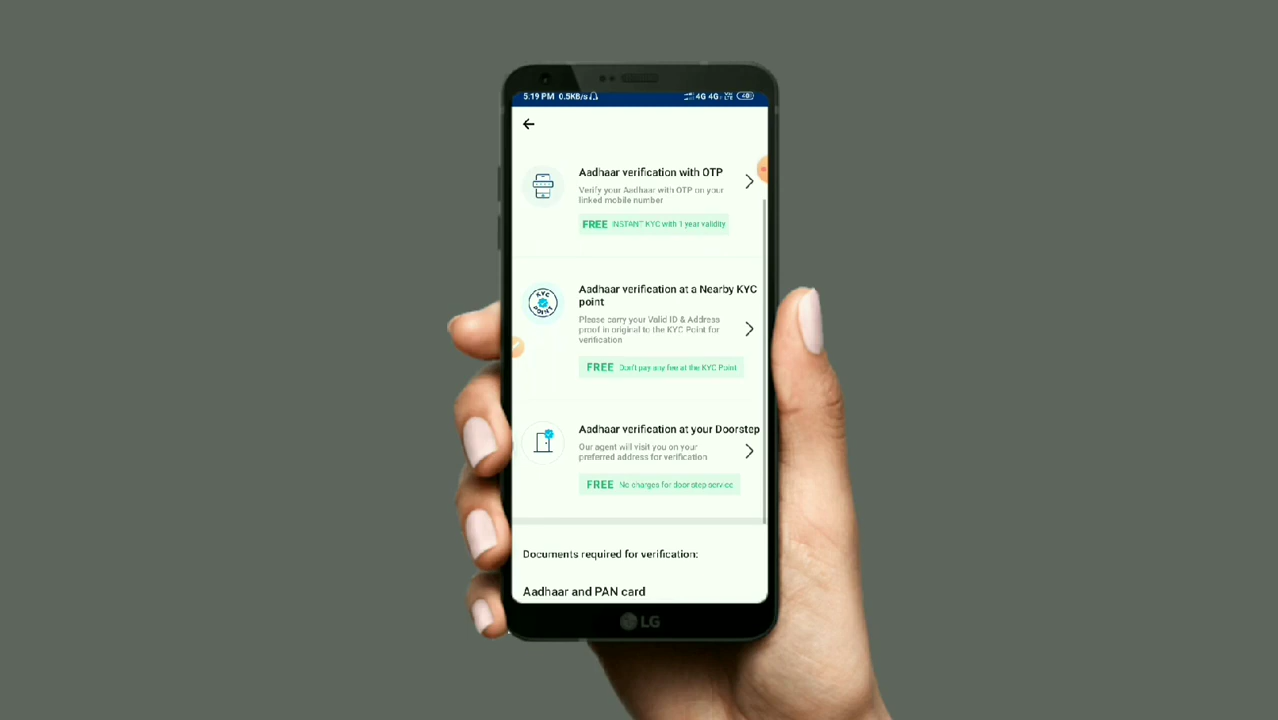 5.19 PM 0.5KB/s
4G 4G
Aadhaar verification with OTP
Verify your Aadhaar with OTP on your
linked mobile number
FREE INSTANT KYC with 1 year validity
KYC
POINT
Aadhaar verification at a Nearby KYC
point
Please carry your Valid ID & Address
proof in original to the KYC Point for
verification
FREE Don't pay any fee at the KYC Point
Aadhaar verification at your Doorstep
Our agent will visit you on your
preferred address for verification
FREE No charges for door step service
Documents required for verification:
Aadhaar and PAN card
LG